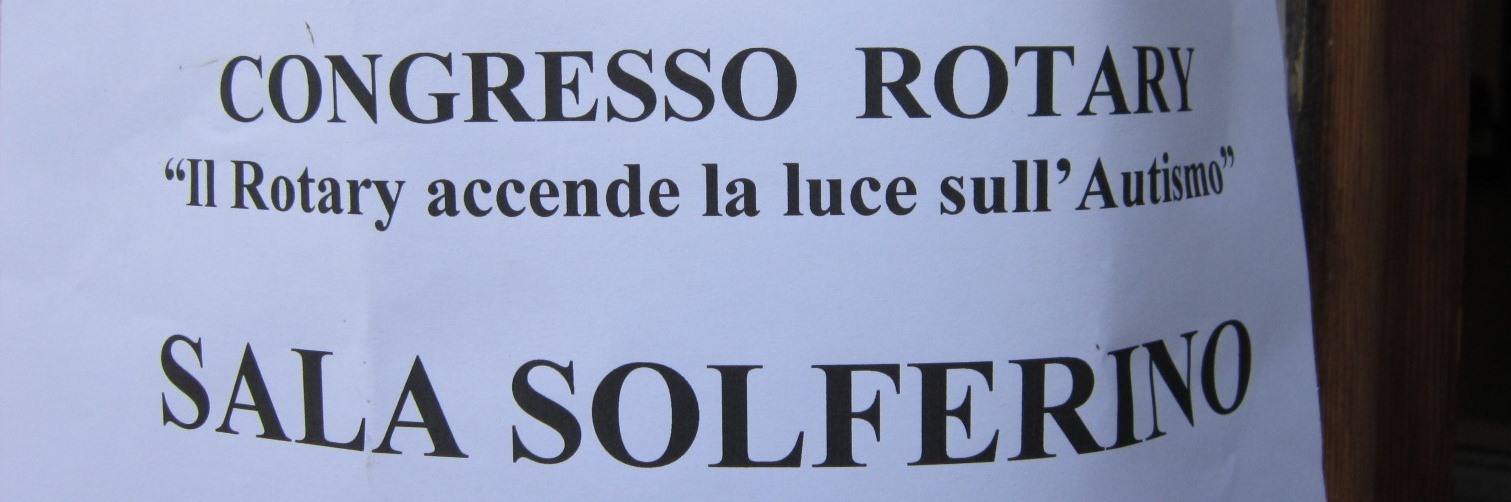 CONGRESSO ROTARY
“Il Rotary accende la luce sull’Autismo”
SALA SOLFERINO